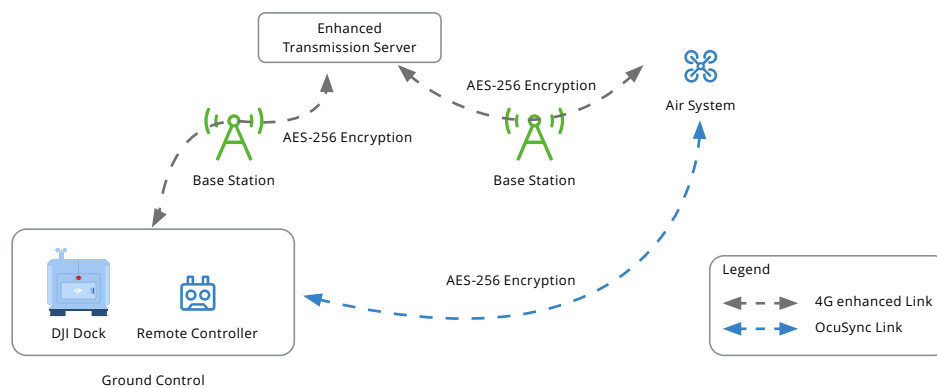 Enhanced
Transmission Server
AES-256 Encryption
Air System
AES-256 Encryption
Base Station
Base Station
AES-256 Encryption
DJI Dock
Remote Controller
Ground Control
Legend
4G enhanced Link
OcuSync Link